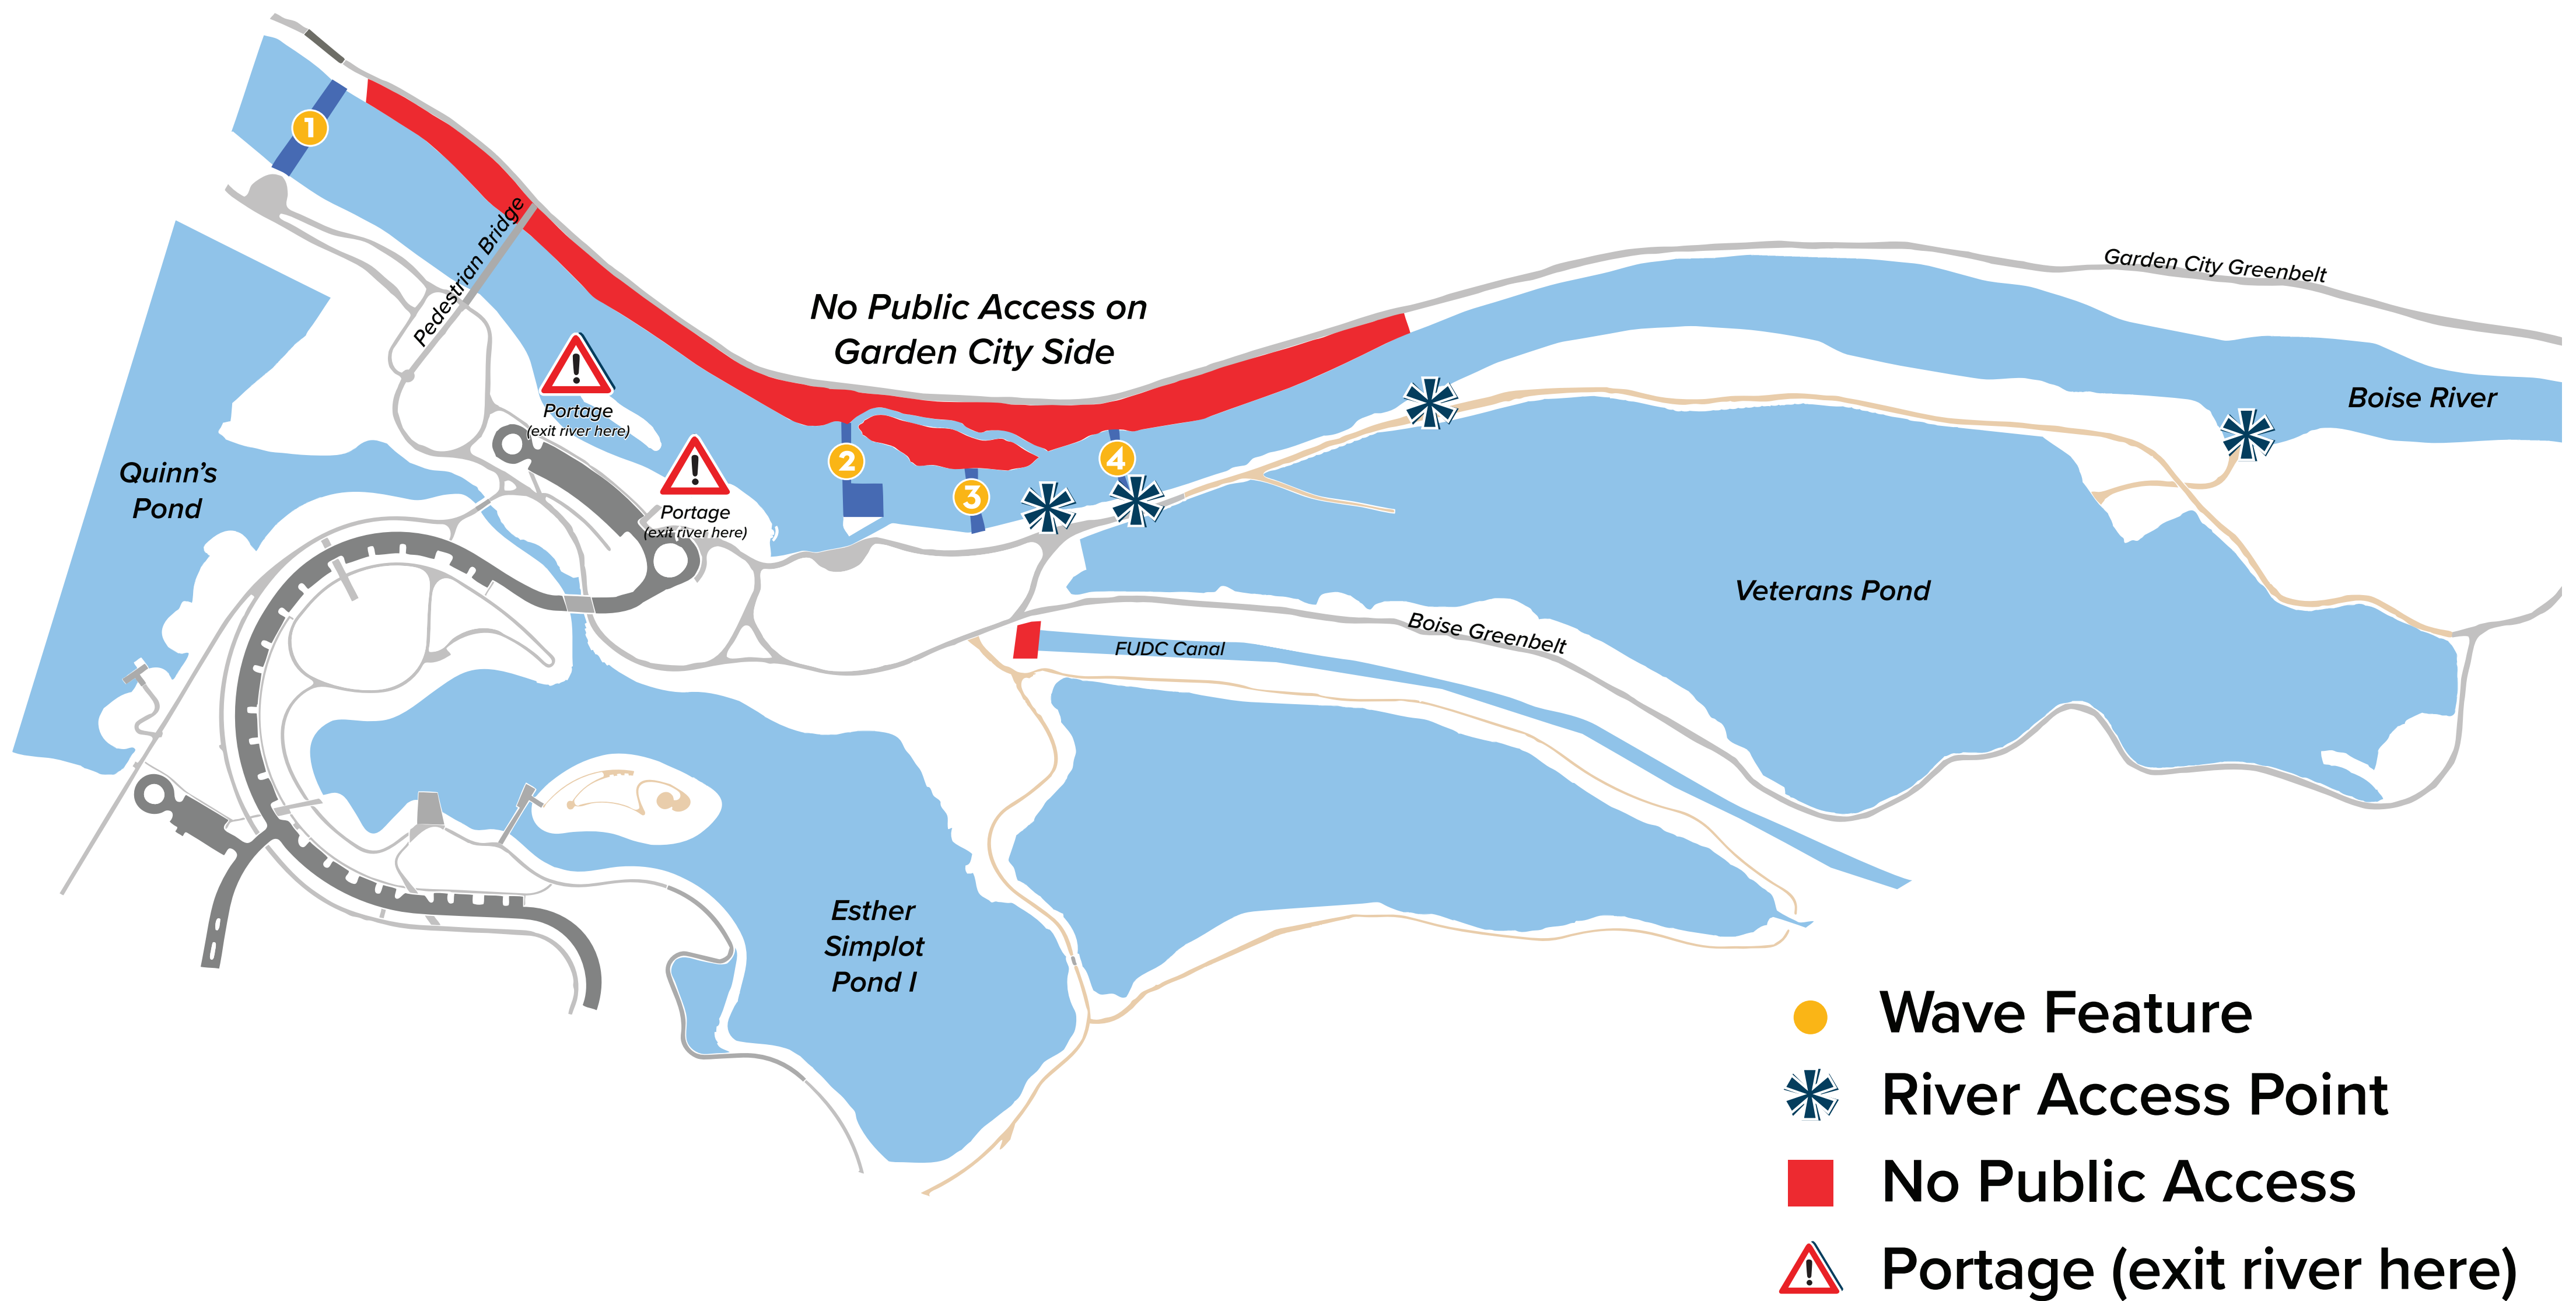 1
Pedestrian Bridge
No Public Access on
Garden City Side
Garden City Greenbelt
Boise River
Portage
(exit river here)
Portage
(exit river here)
)
2
3
4
Quinn's
Pond
Veterans Pond
Boise Greenbelt
FUDC Canal
Esther
Simplot
Pond I
Wave Feature
River Access Point
No Public Access
Portage (exit river here)